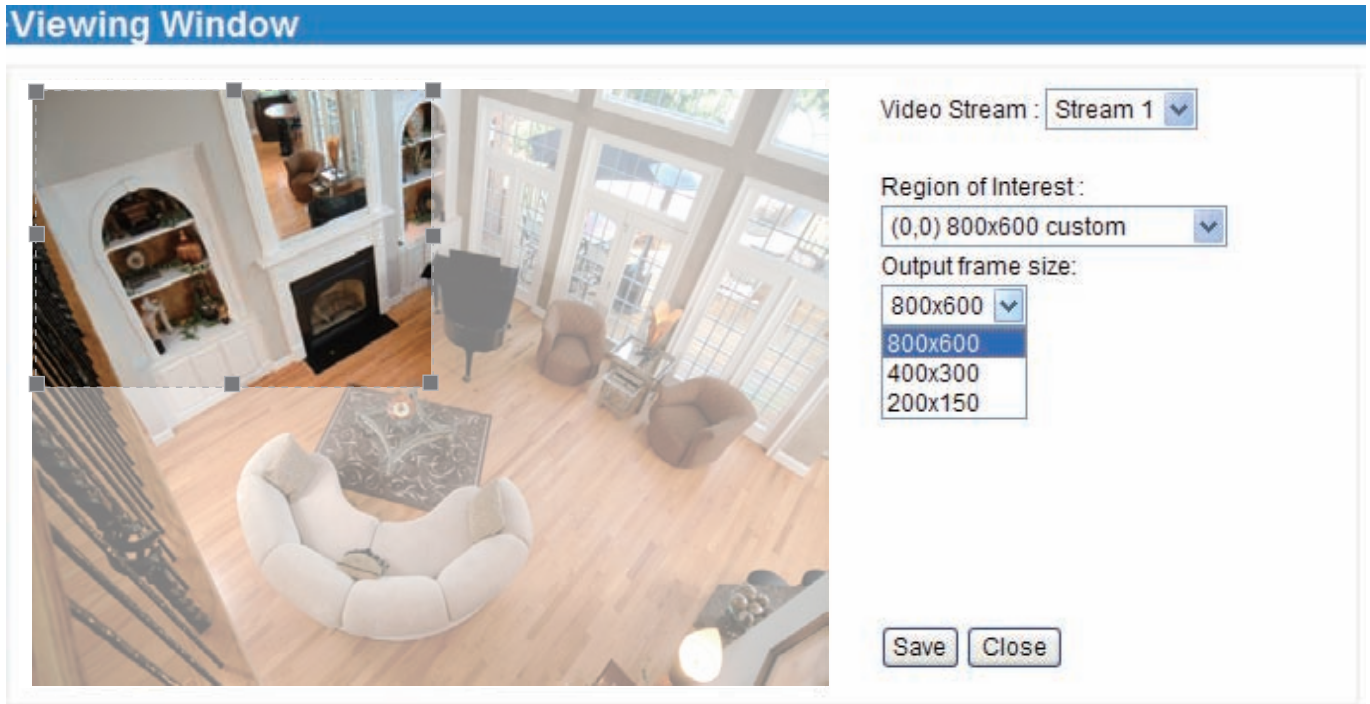 Viewing Window
Video Stream : Stream 1
Region of Interest :
(0,0) 800x600 custom
Output frame size:
800x600
800x600
400x300
200x150
Save Close